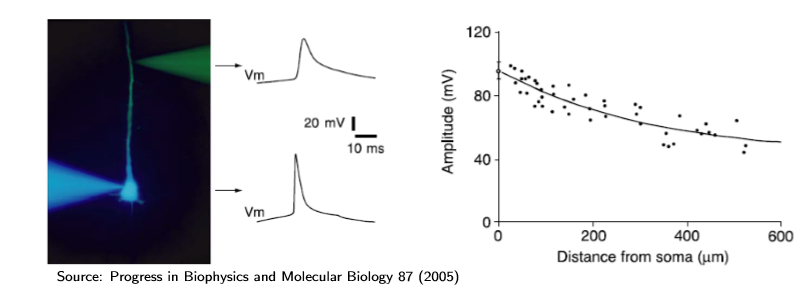 Vm
20 mV
10 ms
Vm
120
80
40
0
Amplitude (mV)
0 200 400 600
Distance from soma (μm)
Source: Progress in Biophysics and Molecular Biology 87 (2005)